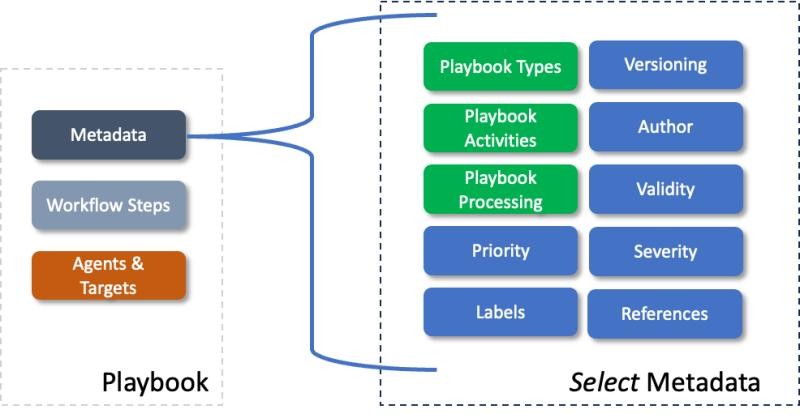 Metadata
Workflow Steps
Agents &
Targets
Playbook
Playbook Types
Versioning
Playbook
Activities
Author
Playbook
Processing
Validity
Priority
Severity
Labels
References
Select Metadata